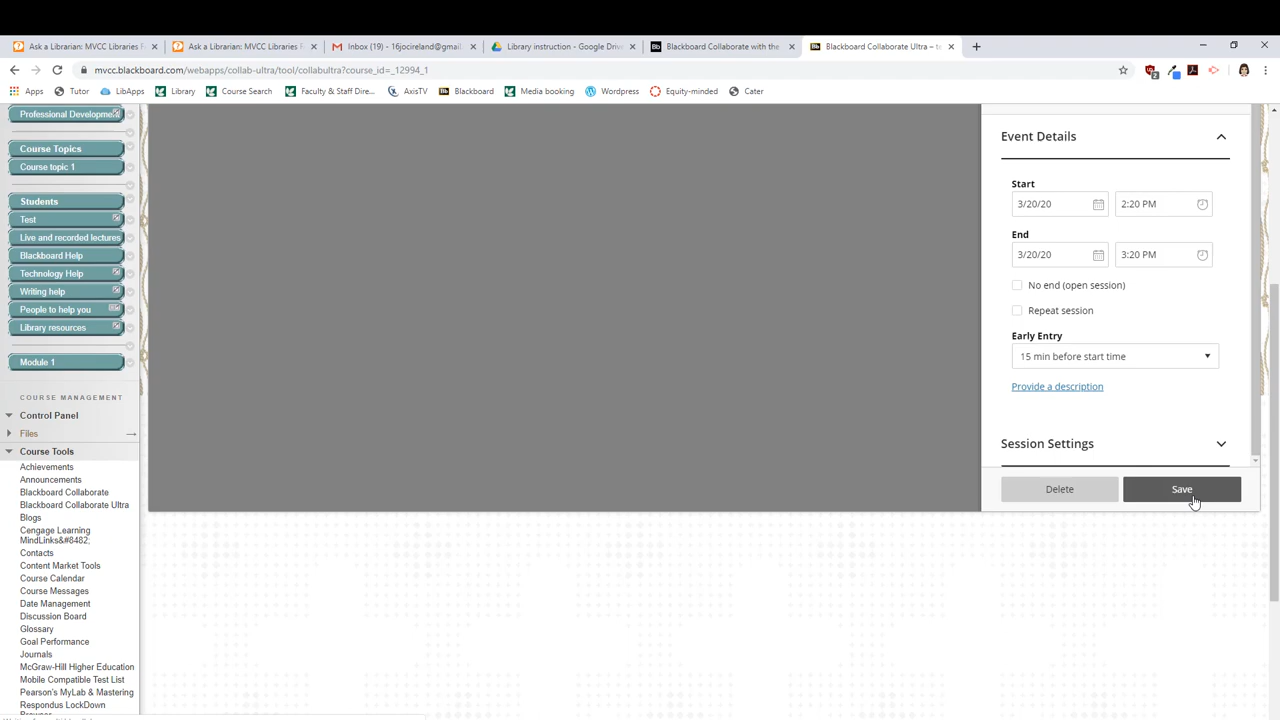 Ask a Librarian: MVCC Libraries F
Ask a Librarian: MVCC Libraries F
Inbox (19) - 16jocireland@gmail
Library instruction - Google Driv
Blackboard Collaborate with the
Blackboard Collaborate Ultra – te
mvcc.blackboard.com/webapps/collab-ultra/tool/collabultra?course_id=_12994_1
Apps
Tutor
LibApps
Library
Course Search
Faculty & Staff Dire...
AxisTV
Blackboard
Media booking
Wordpress
Equity-minded
Cater
Professional Developme
Course Topics
Course topic 1
Students
Test
Live and recorded lectures
Blackboard Help
Technology Help
Writing help
People to help you
Library resources
Module 1
COURSE MANAGEMENT
Control Panel
Files
Course Tools
Achievements
Announcements
Blackboard Collaborate
Blackboard Collaborate Ultra
Blogs
Cengage Learning
MindLinks&#8482;
Contacts
Content Market Tools
Course Calendar
Course Messages
Date Management
Discussion Board
Glossary
Goal Performance
Journals
McGraw-Hill Higher Education
Mobile Compatible Test List
Pearson's MyLab & Mastering
Respondus LockDown
Event Details
Start
3/20/20
2:20 PM
End
3/20/20
3:20 PM
No end (open session)
Repeat session
Early Entry
15 min before start time
Provide a description
Session Settings
Delete
Save